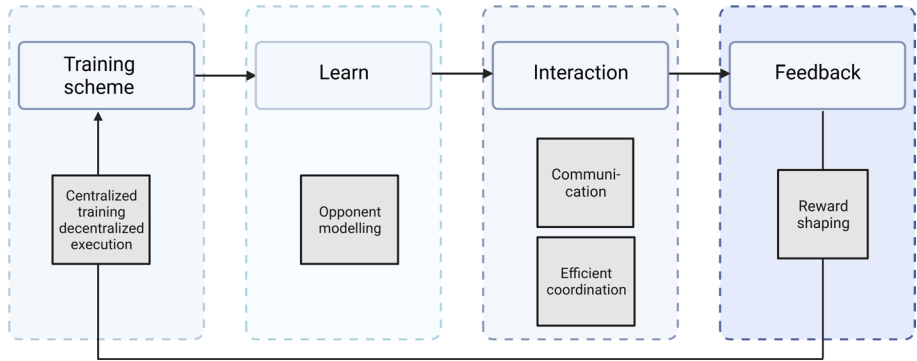 Training
scheme
Learn
Interaction
Feedback
Centralized
training
decentralized
execution
Opponent
modelling
Communi-
cation
Efficient
coordination
Reward
shaping